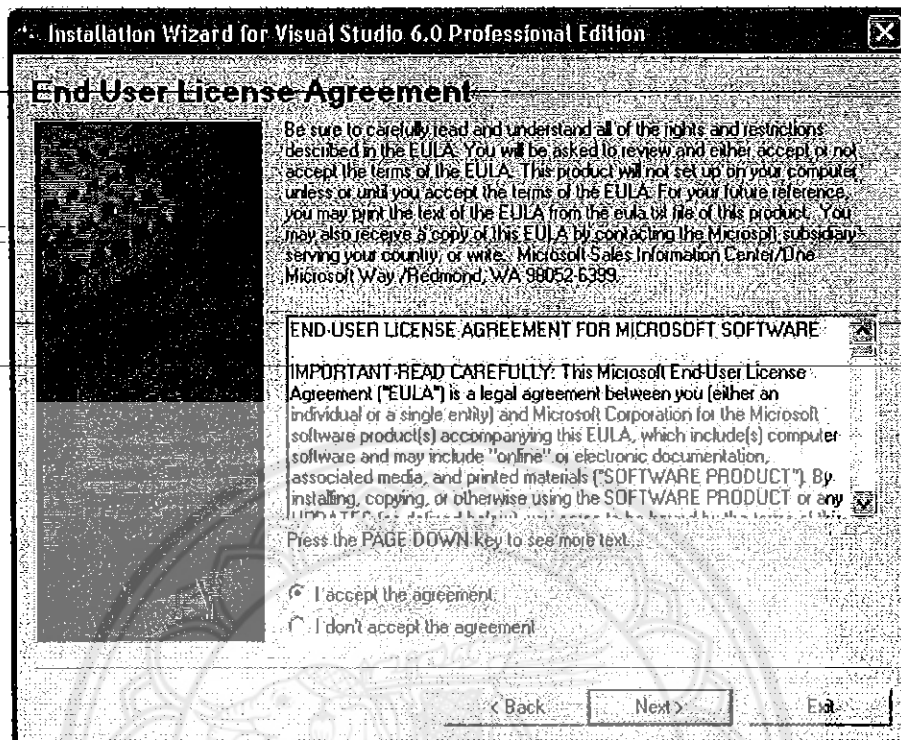 Installation Wizard for Visual Studio 6.0 Professional Edition
End User License Agreement
Be sure to carefully read and understand all of the rights and restrictions
described in the EULA. You will be asked to review and either accept or not
accept the terms of the EULA. This product will not set up on your computer
unless or until you accept the terms of the EULA. For your future reference,
you may print the text of the EULA from the eula.txt file of this product. You
may also receive a copy of this EULA by contacting the Microsoft subsidiary
serving your country, or write: Microsoft Sales Information Center/One
Microsoft Way /Redmond, WA 98052-6399.
END-USER LICENSE AGREEMENT FOR MICROSOFT SOFTWARE
IMPORTANT-READ CAREFULLY: This Microsoft End-User License
Agreement ("EULA") is a legal agreement between you (either an
individual or a single entity) and Microsoft Corporation for the Microsoft
software product(s) accompanying this EULA, which include(s) computer
software and may include "online" or electronic documentation,
associated media, and printed materials ("SOFTWARE PRODUCT"). By
installing, copying, or otherwise using the SOFTWARE PRODUCT or any
Press the PAGE DOWN key to see more text...
I accept the agreement.
I don't accept the agreement
< Back Next > Exit